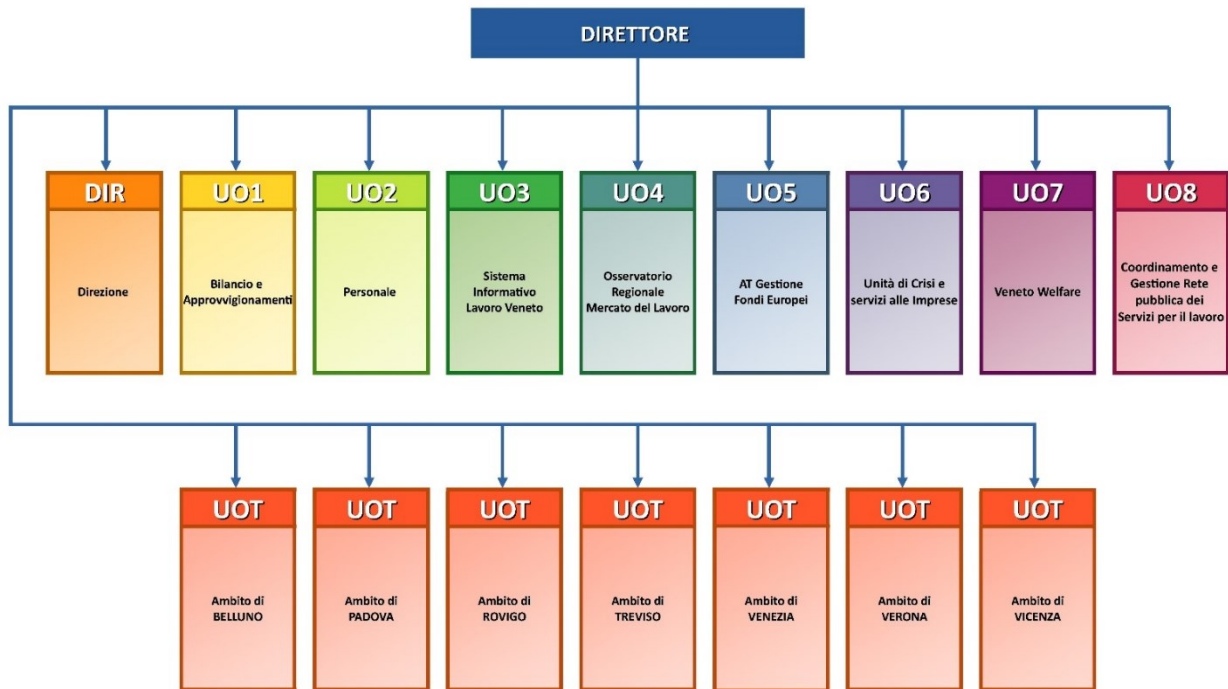 DIRETTORE
DIR
Direzione
UO1
Bilancio e
Approvvigionamenti
UO2
Personale
UO3
Sistema
Informativo
Lavoro Veneto
UO4
Osservatorio
Regionale
Mercato del Lavoro
UO5
AT Gestione
Fondi Europei
UO6
Unità di Crisi e
servizi alle Imprese
UO7
Veneto Welfare
UO8
Coordinamento e
Gestione Rete
pubblica dei
Servizi per il lavoro
UOT
Ambito di
BELLUNO
UOT
Ambito di
PADOVA
UOT
Ambito di
ROVIGO
UOT
Ambito di
TREVISO
UOT
Ambito di
VENEZIA
UOT
Ambito di
VERONA
UOT
Ambito di
VICENZA